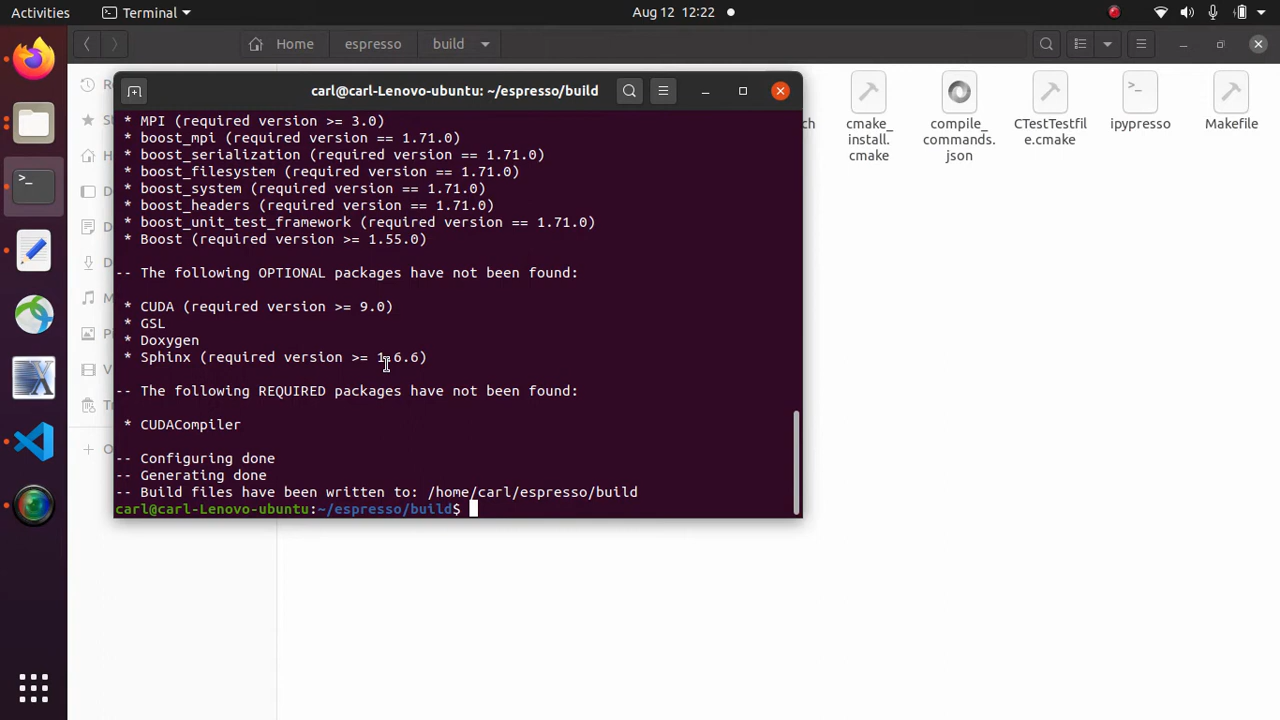 Activities
Terminal
Aug 12 12:22
Home
espresso
build
carl@carl-Lenovo-ubuntu: ~/espresso/build
* MPI (required version >= 3.0)
* boost_mpi (required version == 1.71.0)
* boost_serialization (required version == 1.71.0)
* boost_filesystem (required version == 1.71.0)
* boost_system (required version == 1.71.0)
* boost_headers (required version == 1.71.0)
* boost_unit_test_framework (required version == 1.71.0)
* Boost (required version >= 1.55.0)
-- The following OPTIONAL packages have not been found:
* CUDA (required version >= 9.0)
* GSL
* Doxygen
* Sphinx (required version >= 1.6.6)
-- The following REQUIRED packages have not been found:
* CUDACompiler
-- Configuring done
-- Generating done
-- Build files have been written to: /home/carl/espresso/build
carl@carl-Lenovo-ubuntu:~/espresso/build$
cmake_
install.
cmake
compile_
commands.
json
CTestTestfil
e.cmake
ipypresso
Makefile